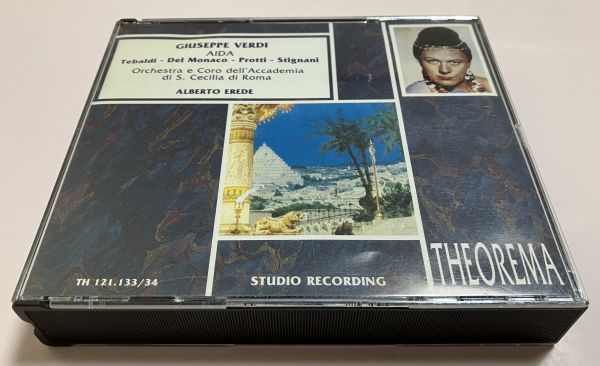 GIUSEPPE VERDI
AIDA
Tebaldi - Del Monaco - Protti - Stignani
Orchestra e Coro dell'Accademia
di S. Cecilia di Roma
ALBERTO EREDE
TH 121.133/34
STUDIO RECORDING
THEOREMA